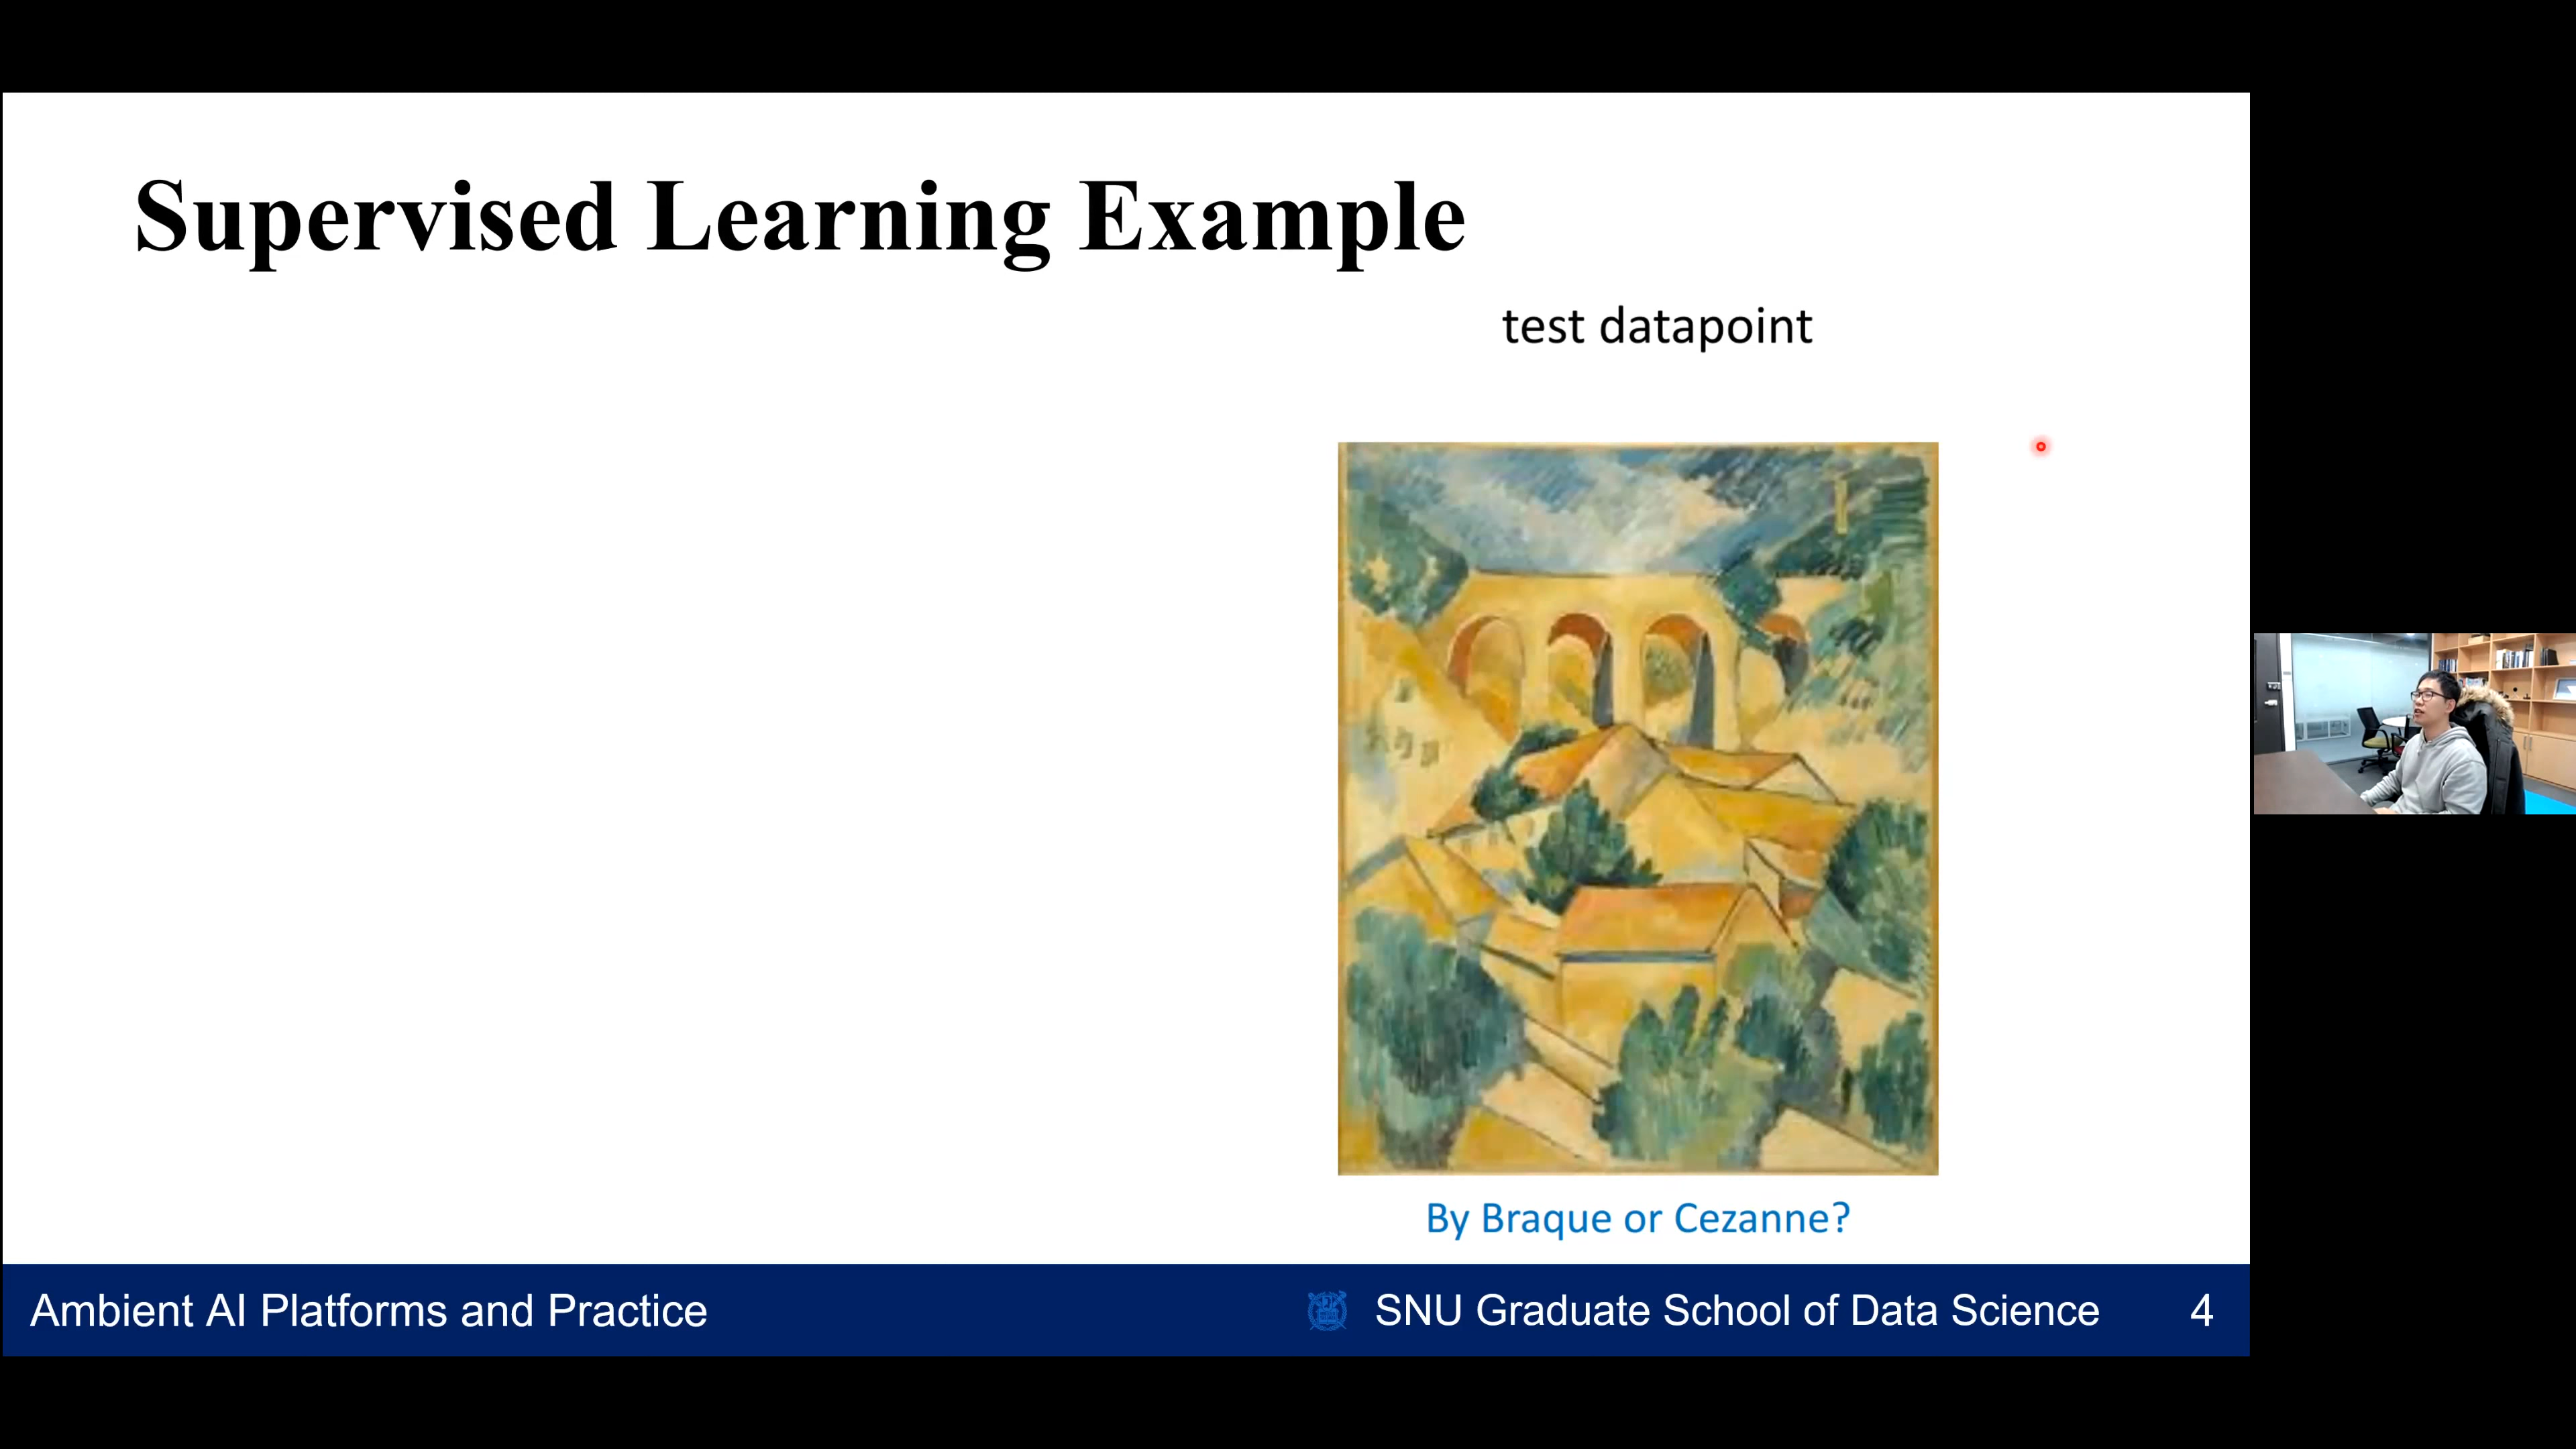 Supervised Learning Example
test datapoint
By Braque or Cezanne?
Ambient AI Platforms and Practice
SNU Graduate School of Data Science
4